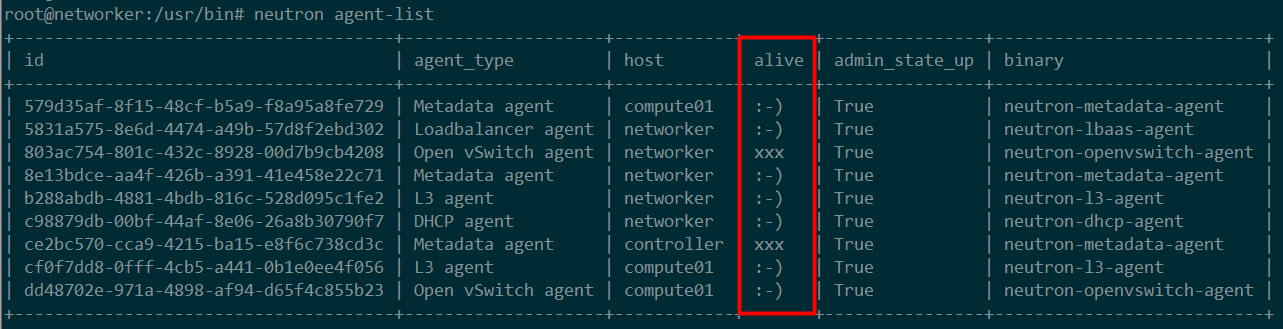 root@networker:/usr/bin# neutron agent-list
+--------------------------------------+--------------------+------------+-------+----------------+---------------------------+
| id                                   | agent_type         | host       | alive | admin_state_up | binary                    |
+--------------------------------------+--------------------+------------+-------+----------------+---------------------------+
| 579d35af-8f15-48cf-b5a9-f8a95a8fe729 | Metadata agent     | compute01  | :-)   | True           | neutron-metadata-agent    |
| 5831a575-8e6d-4474-a49b-57d8f2ebd302 | Loadbalancer agent | networker  | :-)   | True           | neutron-lbaas-agent       |
| 803ac754-801c-432c-8928-00d7b9cb4208 | Open vSwitch agent | networker  | xxx   | True           | neutron-openvswitch-agent |
| 8e13bdce-aa4f-426b-a391-41e458e22c71 | Metadata agent     | networker  | :-)   | True           | neutron-metadata-agent    |
| b288abdb-4881-4bdb-816c-528d095c1fe2 | L3 agent           | networker  | :-)   | True           | neutron-l3-agent          |
| c98879db-00bf-44af-8e06-26a8b30790f7 | DHCP agent         | networker  | :-)   | True           | neutron-dhcp-agent        |
| ce2bc570-cca9-4215-ba15-e8f6c738cd3c | Metadata agent     | controller | xxx   | True           | neutron-metadata-agent    |
| cf0f7dd8-0fff-4cb5-a441-0b1e0ee4f056 | L3 agent           | compute01  | :-)   | True           | neutron-l3-agent          |
| dd48702e-971a-4898-af94-d65f4c855b23 | Open vSwitch agent | compute01  | :-)   | True           | neutron-openvswitch-agent |
+--------------------------------------+--------------------+------------+-------+----------------+---------------------------+